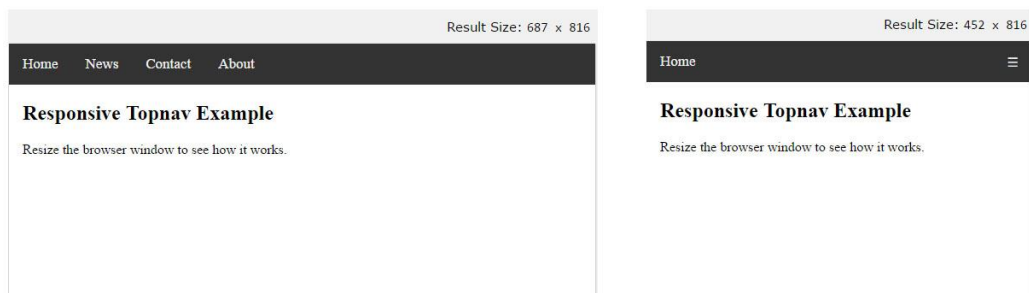 Result Size: 687 x 816
Home News Contact About
Responsive Topnav Example
Resize the browser window to see how it works.
Result Size: 452 x 816
Home ☰
Responsive Topnav Example
Resize the browser window to see how it works.